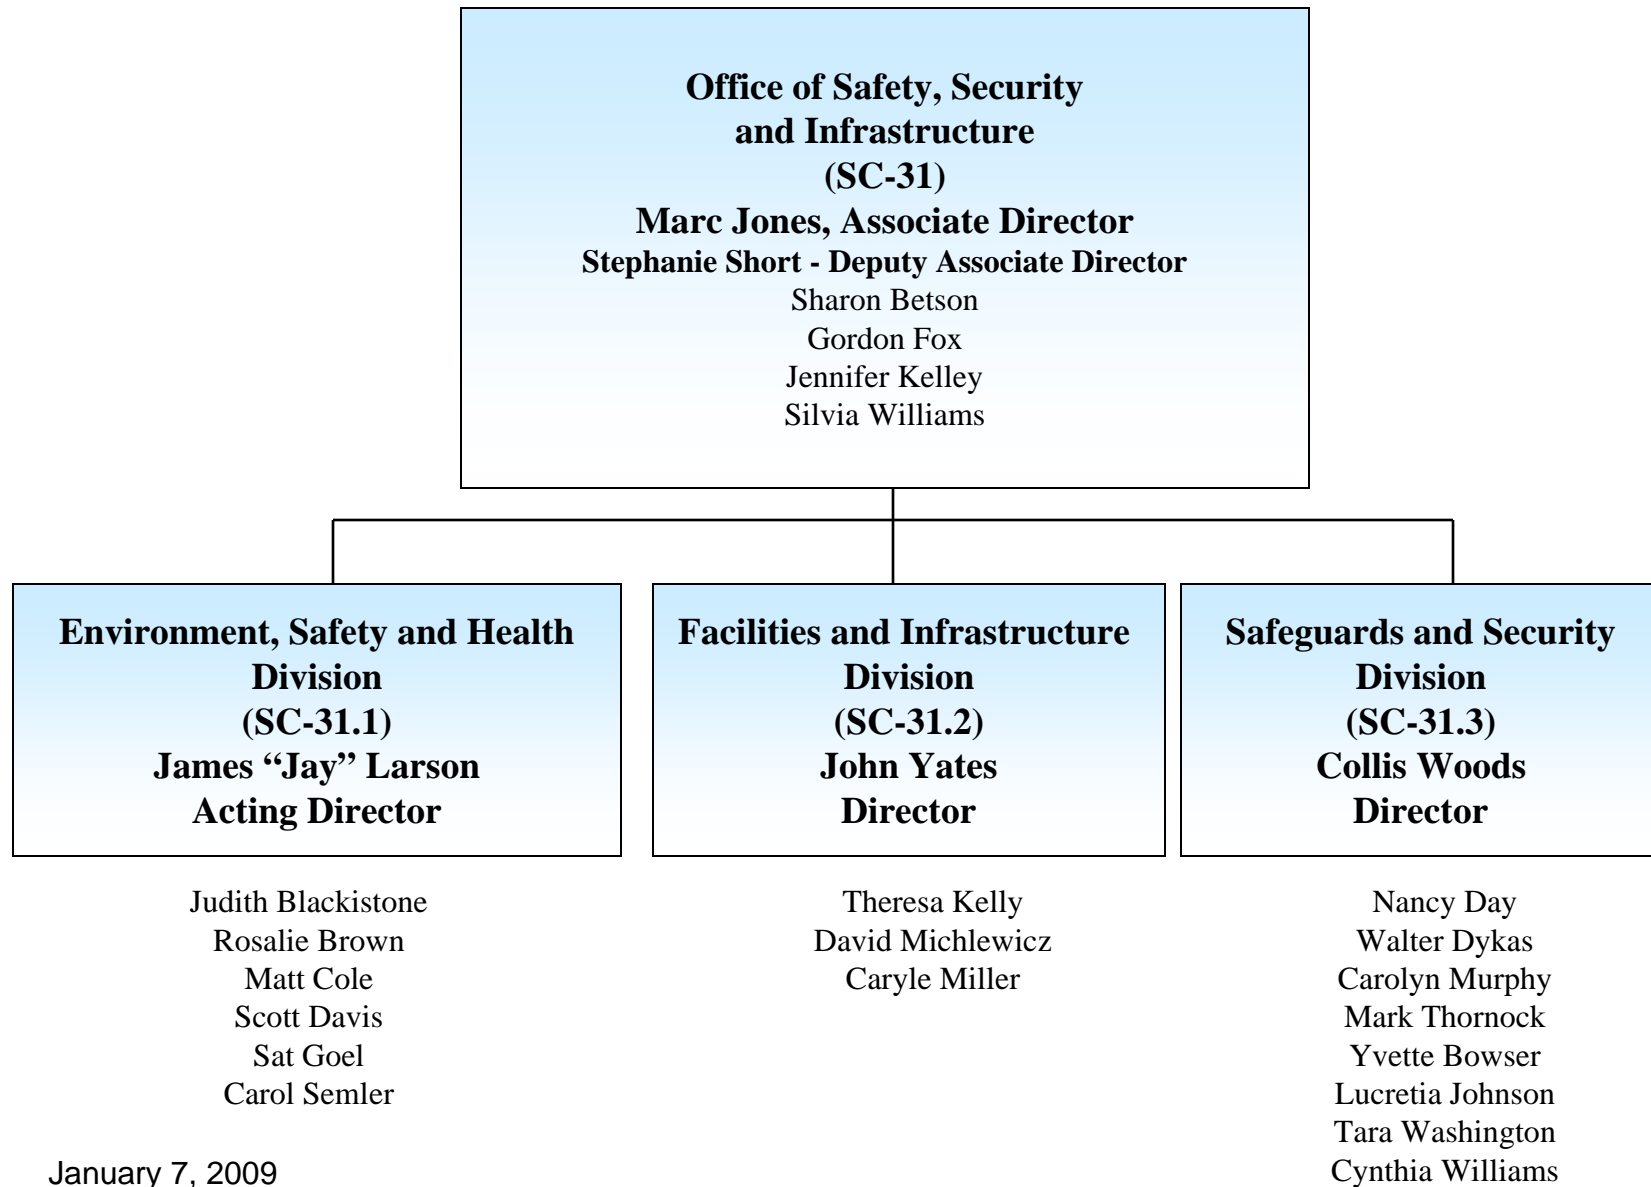 Office of Safety, Security
and Infrastructure
(SC-31)
Marc Jones, Associate Director
Stephanie Short - Deputy Associate Director
Sharon Betson
Gordon Fox
Jennifer Kelley
Silvia Williams
Environment, Safety and Health
Division
(SC-31.1)
James “Jay” Larson
Acting Director
Judith Blackistone
Rosalie Brown
Matt Cole
Scott Davis
Sat Goel
Carol Semler
Facilities and Infrastructure
Division
(SC-31.2)
John Yates
Director
Theresa Kelly
David Michlewicz
Caryle Miller
Safeguards and Security
Division
(SC-31.3)
Collis Woods
Director
Nancy Day
Walter Dykas
Carolyn Murphy
Mark Thornock
Yvette Bowser
Lucretia Johnson
Tara Washington
Cynthia Williams
January 7, 2009